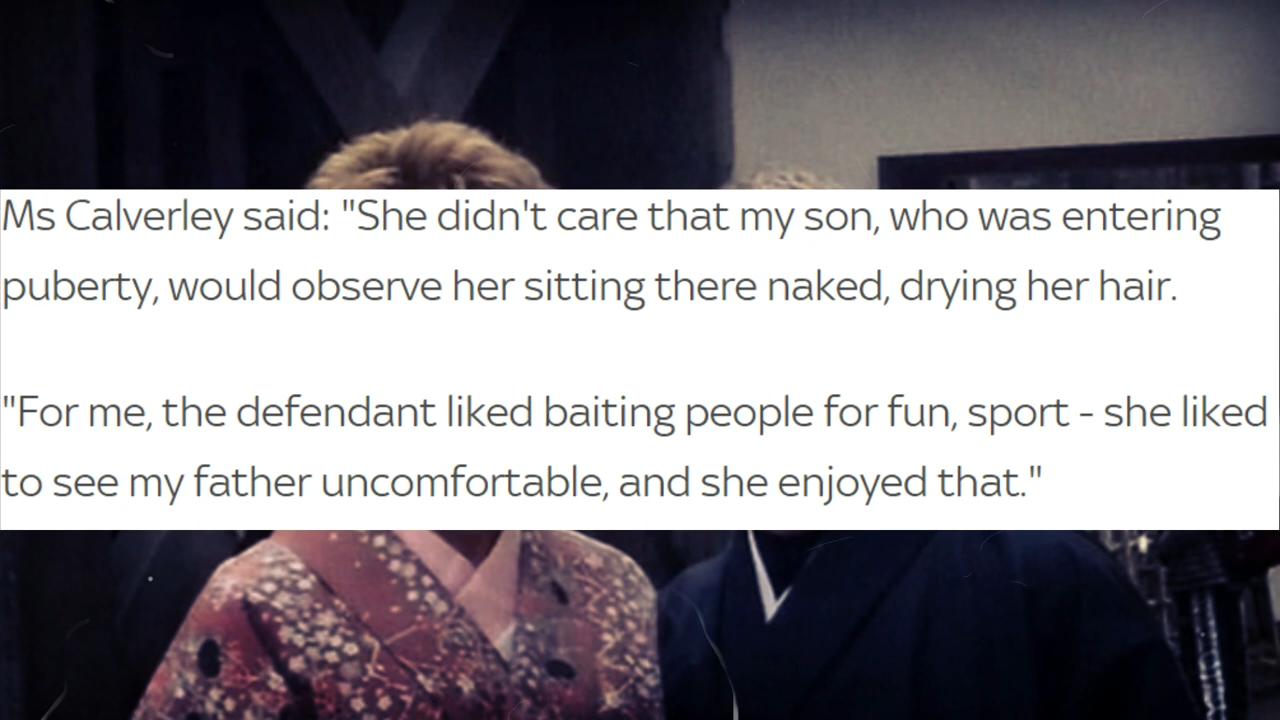 Ms Calverley said: "She didn't care that my son, who was entering
puberty, would observe her sitting there naked, drying her hair.
"For me, the defendant liked baiting people for fun, sport - she liked
to see my father uncomfortable, and she enjoyed that."